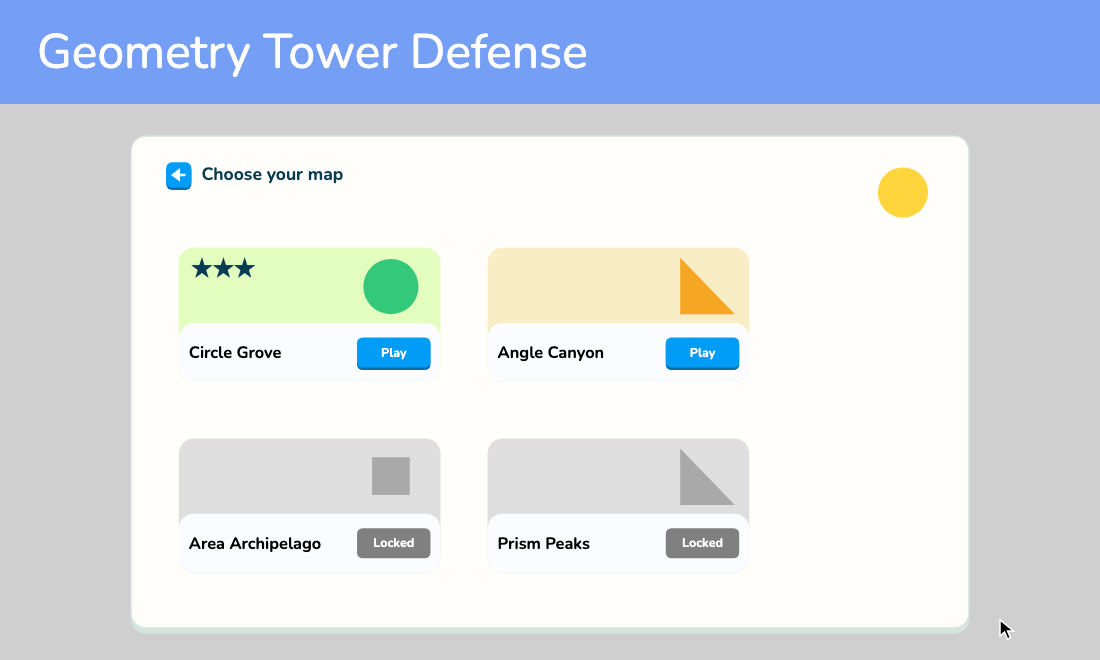 Geometry Tower Defense
Choose your map
Circle Grove
Play
Angle Canyon
Play
Area Archipelago
Locked
Prism Peaks
Locked